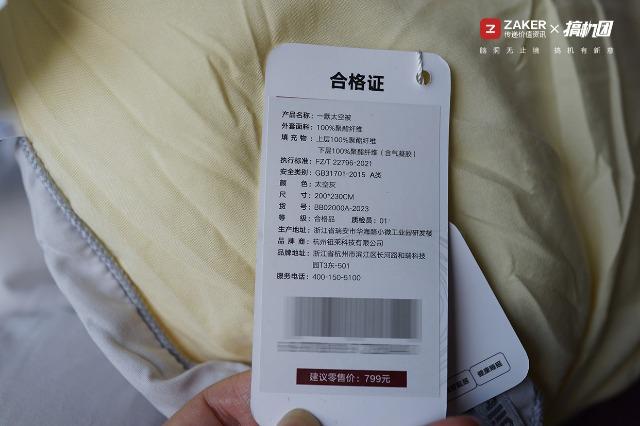 ZAKER
传递价值资讯
×
搞机团
脑洞无止境 搞机有新意
合格证
产品名称：一默太空被
外套面料：100%聚酯纤维
填充物：上层100%聚酯纤维
下层100%聚酯纤维（含气凝胶）
执行标准：FZ/T 22796-2021
安全类别：GB31701-2015 A类
颜色：太空灰
尺寸：200*230CM
货号：BB02000A-2023
等级：合格品 质检员：01
生产地址：浙江省瑞安市华海路小微工业园研发楼
品牌商：杭州钮莱科技有限公司
品牌地址：浙江省杭州市滨江区长河路和瑞科技
园T3东-501
服务电话：400-150-5100
建议零售价：799元